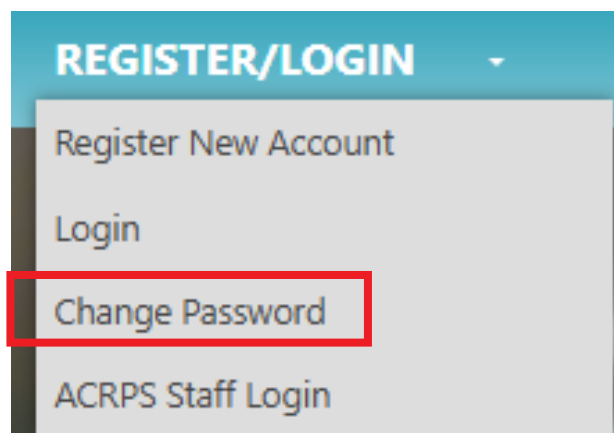 REGISTER/LOGIN
Register New Account
Login
Change Password
ACRPS Staff Login